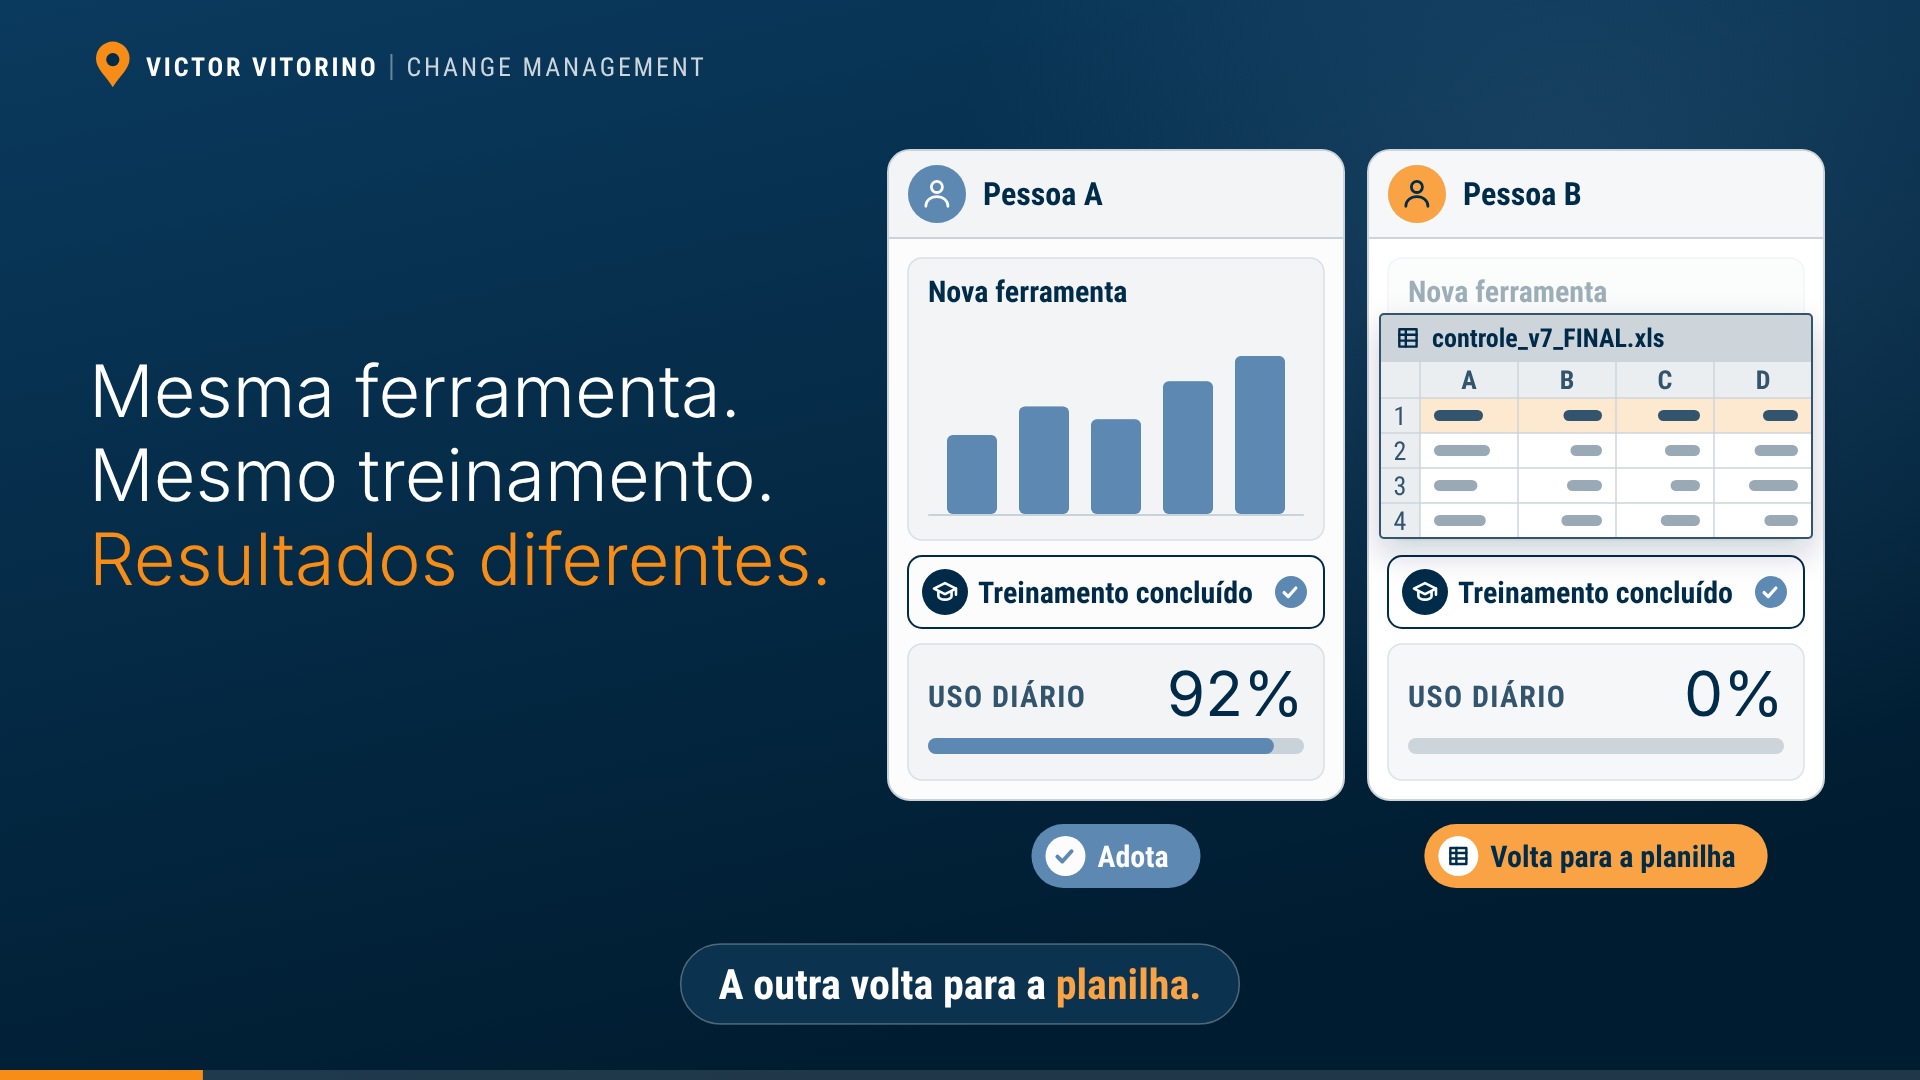 VICTOR VITORINO | CHANGE MANAGEMENT
Mesma ferramenta.
Mesmo treinamento.
Resultados diferentes.
Pessoa A
Nova ferramenta
Treinamento concluído
USO DIÁRIO 92%
Adota
Pessoa B
Nova ferramenta
controle_v7_FINAL.xls
A B C D
1
2
3
4
Treinamento concluído
USO DIÁRIO 0%
Volta para a planilha
A outra volta para a planilha.